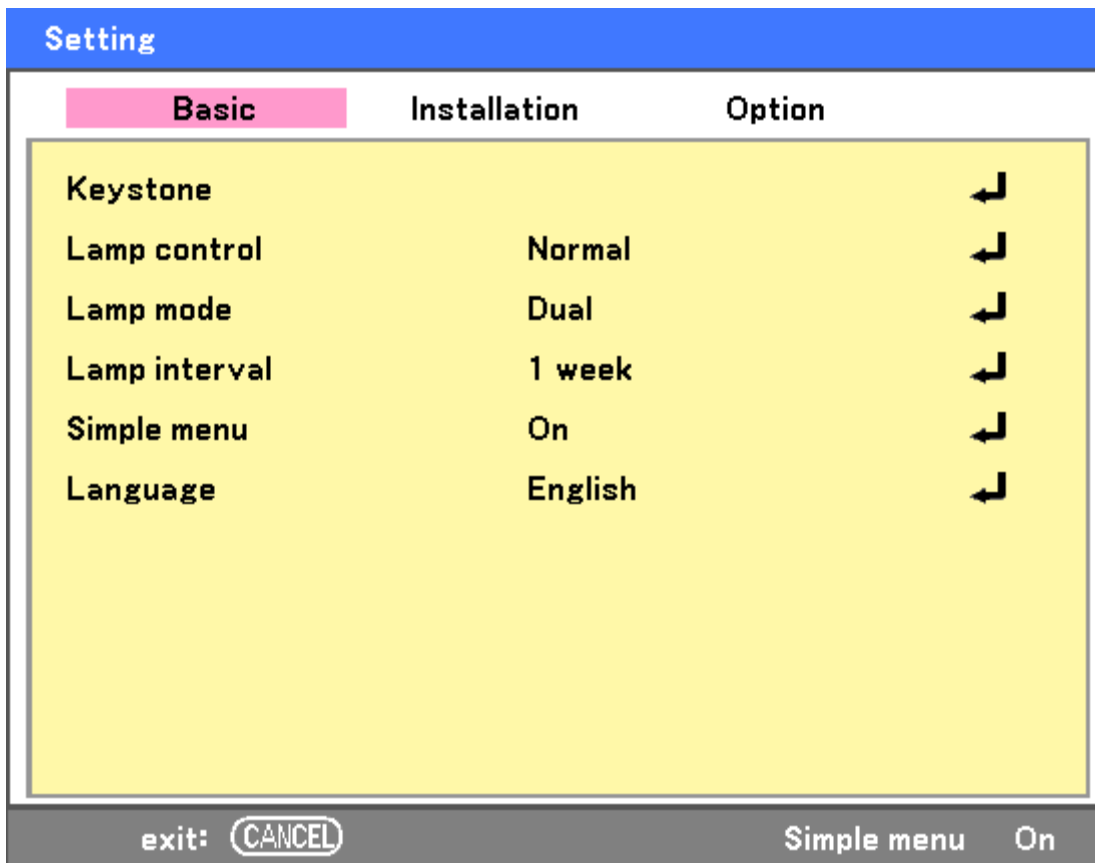 Setting
Basic Installation Option
Keystone
Lamp control Normal
Lamp mode Dual
Lamp interval 1 week
Simple menu On
Language English
exit: CANCEL Simple menu On